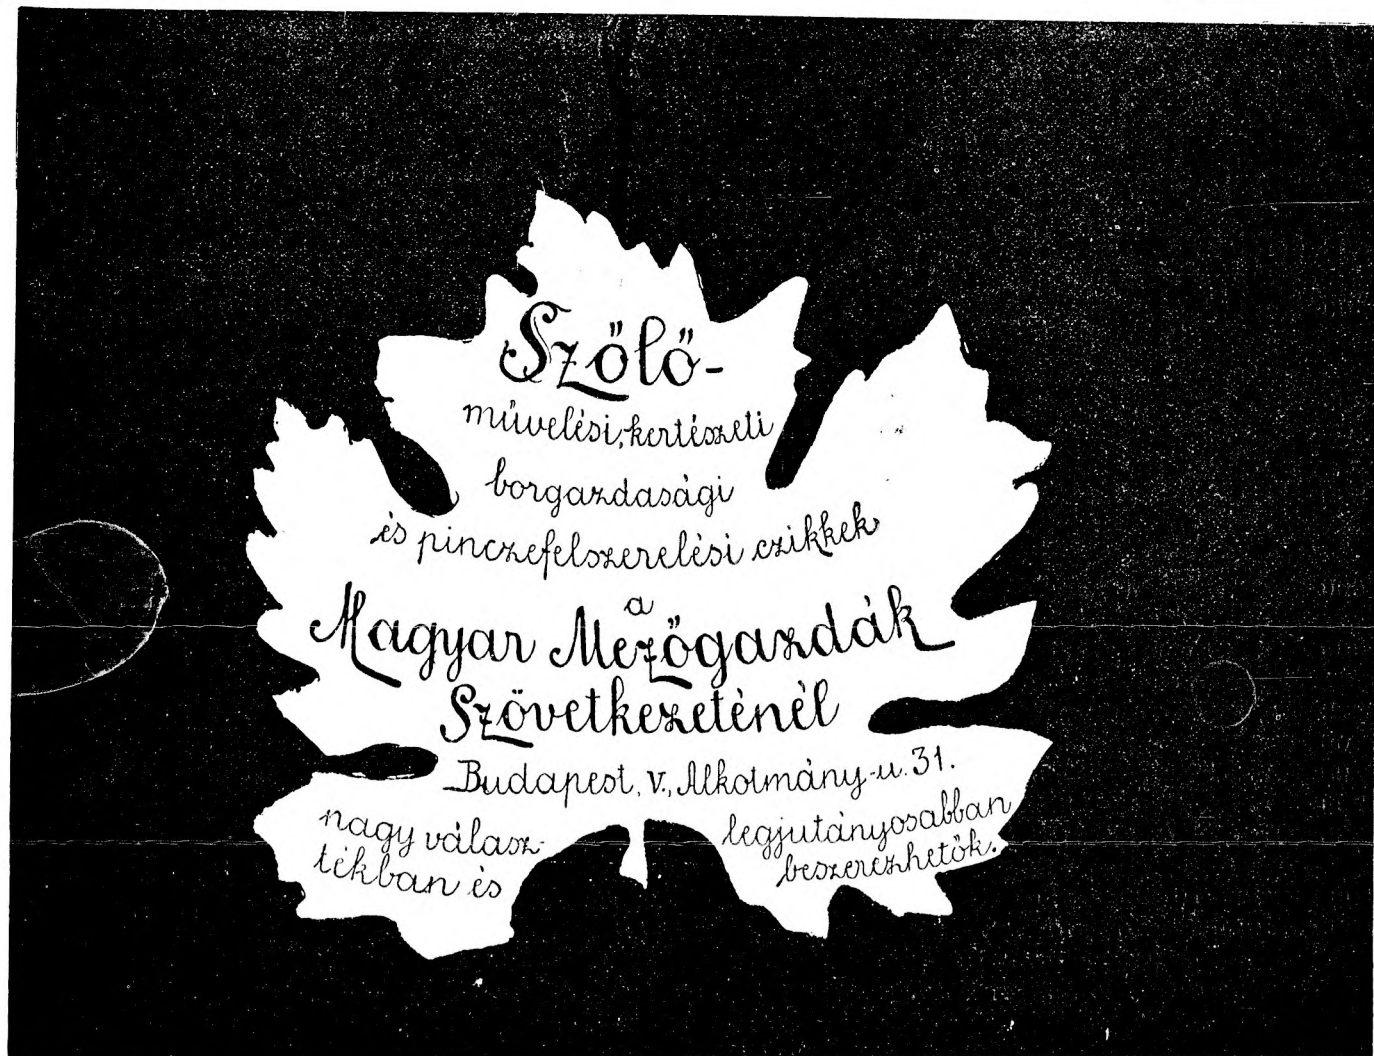 Szőlő-
művelési, kertészeti
borgazdasági
és pinczefelszerelési czikkek
a
Magyar Mezőgazdák
Szövetkezeténél
Budapest, V., Alkotmány-u. 31.
nagy válasz-
tékban és
legjutányosabban
beszerezhetők.